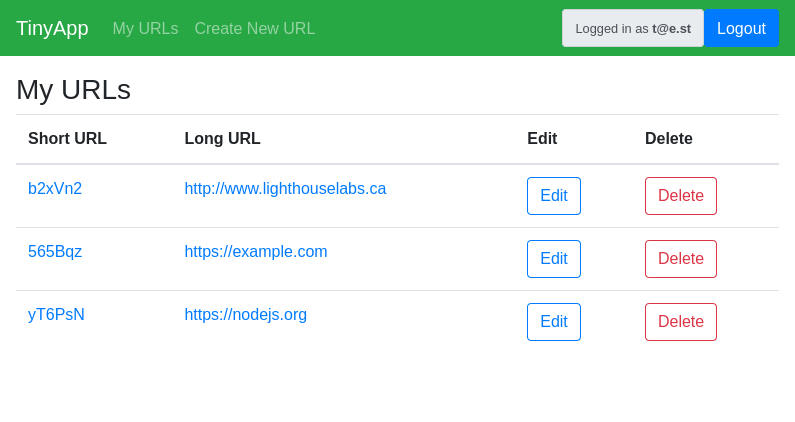 TinyApp My URLs Create New URL Logged in as t@e.st Logout
My URLs
Short URL Long URL Edit Delete
b2xVn2 http://www.lighthouselabs.ca Edit Delete
565Bqz https://example.com Edit Delete
yT6PsN https://nodejs.org Edit Delete